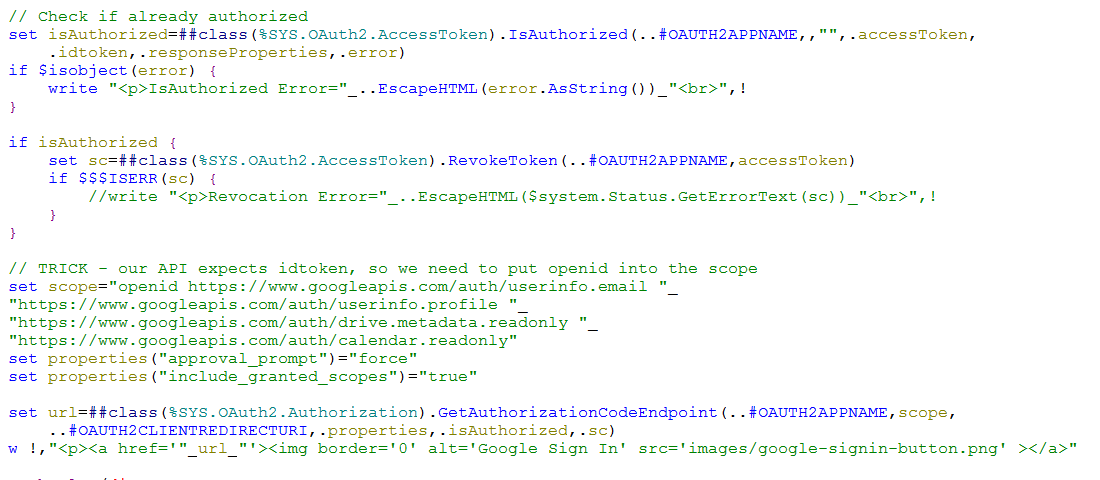 // Check if already authorized
set isAuthorized=##class(%SYS.OAuth2.AccessToken).IsAuthorized(..#OAUTH2APPNAME,,"",.accessToken,
.idtoken,.responseProperties,.error)
if $isobject(error) {
write "<p>IsAuthorized Error="_..EscapeHTML(error.AsString())_"<br>",!
}
if isAuthorized {
set sc=##class(%SYS.OAuth2.AccessToken).RevokeToken(..#OAUTH2APPNAME,accessToken)
if $$$ISERR(sc) {
//write "<p>Revocation Error="_..EscapeHTML($system.Status.GetErrorText(sc))_"<br>",!
}
}
// TRICK - our API expects idtoken, so we need to put openid into the scope
set scope="openid https://www.googleapis.com/auth/userinfo.email "_
"https://www.googleapis.com/auth/userinfo.profile "_
"https://www.googleapis.com/auth/drive.metadata.readonly "_
"https://www.googleapis.com/auth/calendar.readonly"
set properties("approval_prompt")="force"
set properties("include_granted_scopes")="true"
set url=##class(%SYS.OAuth2.Authorization).GetAuthorizationCodeEndpoint(..#OAUTH2APPNAME,scope,
..#OAUTH2CLIENTREDIRECTURI,.properties,.isAuthorized,.sc)
w !,"<p><a href='"_url_"'><img border='0' alt='Google Sign In' src='images/google-signin-button.png' ></a>"